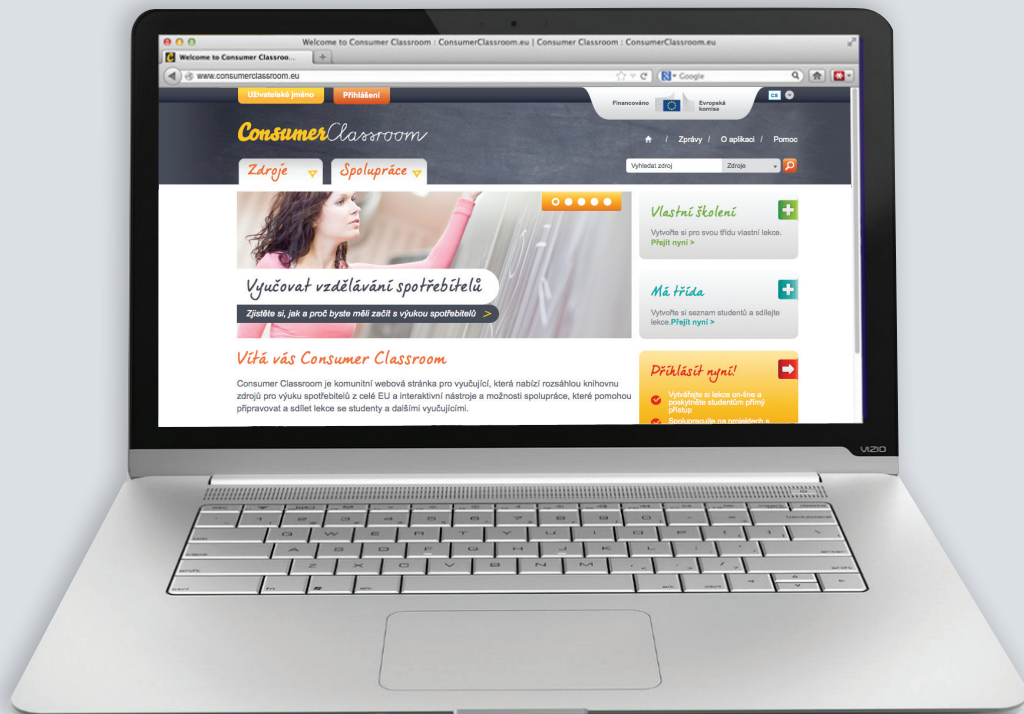 Welcome to Consumer Classroom : ConsumerClassroom.eu | Consumer Classroom : ConsumerClassroom.eu
Welcome to Consumer Classroo...
www.consumerclassroom.eu
Google
Uživatelské jméno
Přihlášení
Financováno
Evropská
komise
cs
ConsumerClassroom
/ Zprávy / O aplikaci / Pomoc
Zdroje
Spolupráce
Vyhledat zdroj
Zdroje
Vyučovat vzdělávání spotřebitelů
Zjistěte si, jak a proč byste měli začít s výukou spotřebitelů >
Vlastní školení
Vytvořte si pro svou třídu vlastní lekce.
Přejít nyní >
Má třída
Vytvořte si seznam studentů a sdílejte
lekce.Přejít nyní >
Vítá vás Consumer Classroom
Consumer Classroom je komunitní webová stránka pro vyučující, která nabízí rozsáhlou knihovnu
zdrojů pro výuku spotřebitelů z celé EU a interaktivní nástroje a možnosti spolupráce, které pomohou
připravovat a sdílet lekce se studenty a dalšími vyučujícími.
Přihlásit nyní!
Vytvářejte si lekce on-line a
poskytněte studentům přímý
přístup
Spolupracujte na projektech s
VIZIO
Q W E R T Y U I O P
A S D F G H J K L
Z X C V B N M